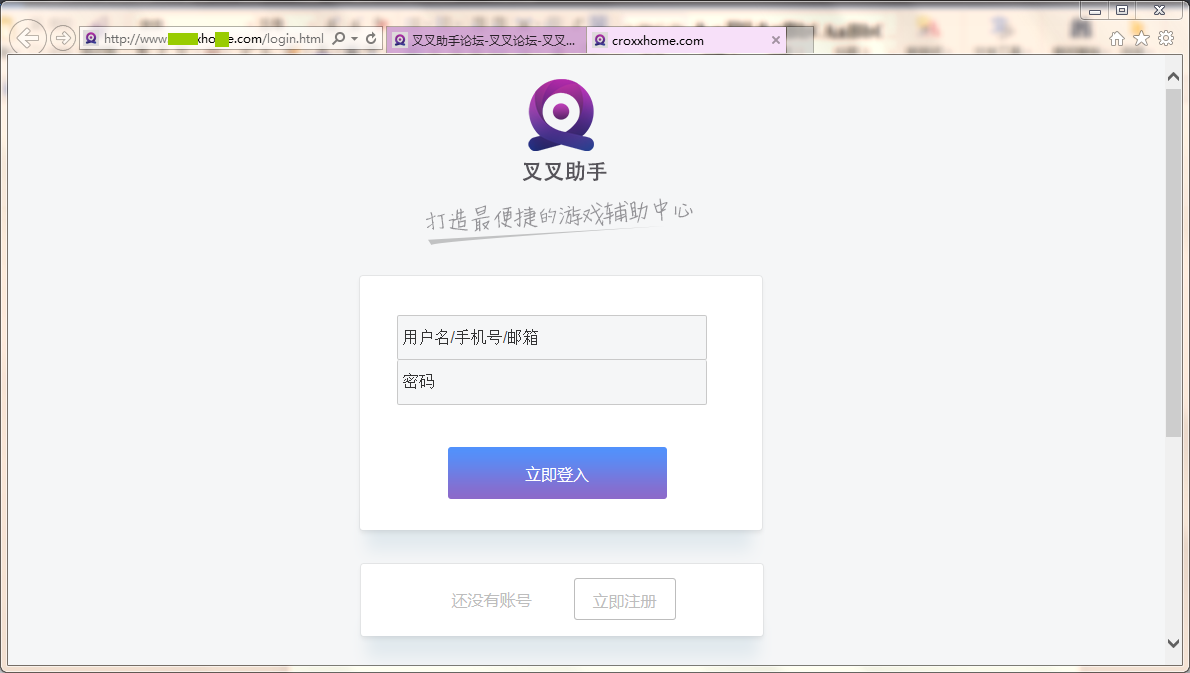 http://www. kho e.com/login.html
叉叉助手论坛-叉叉论坛-叉叉...
croxxhome.com
叉叉助手
打造最便捷的游戏辅助中心
用户名/手机号/邮箱
密码
立即登入
还没有账号
立即注册